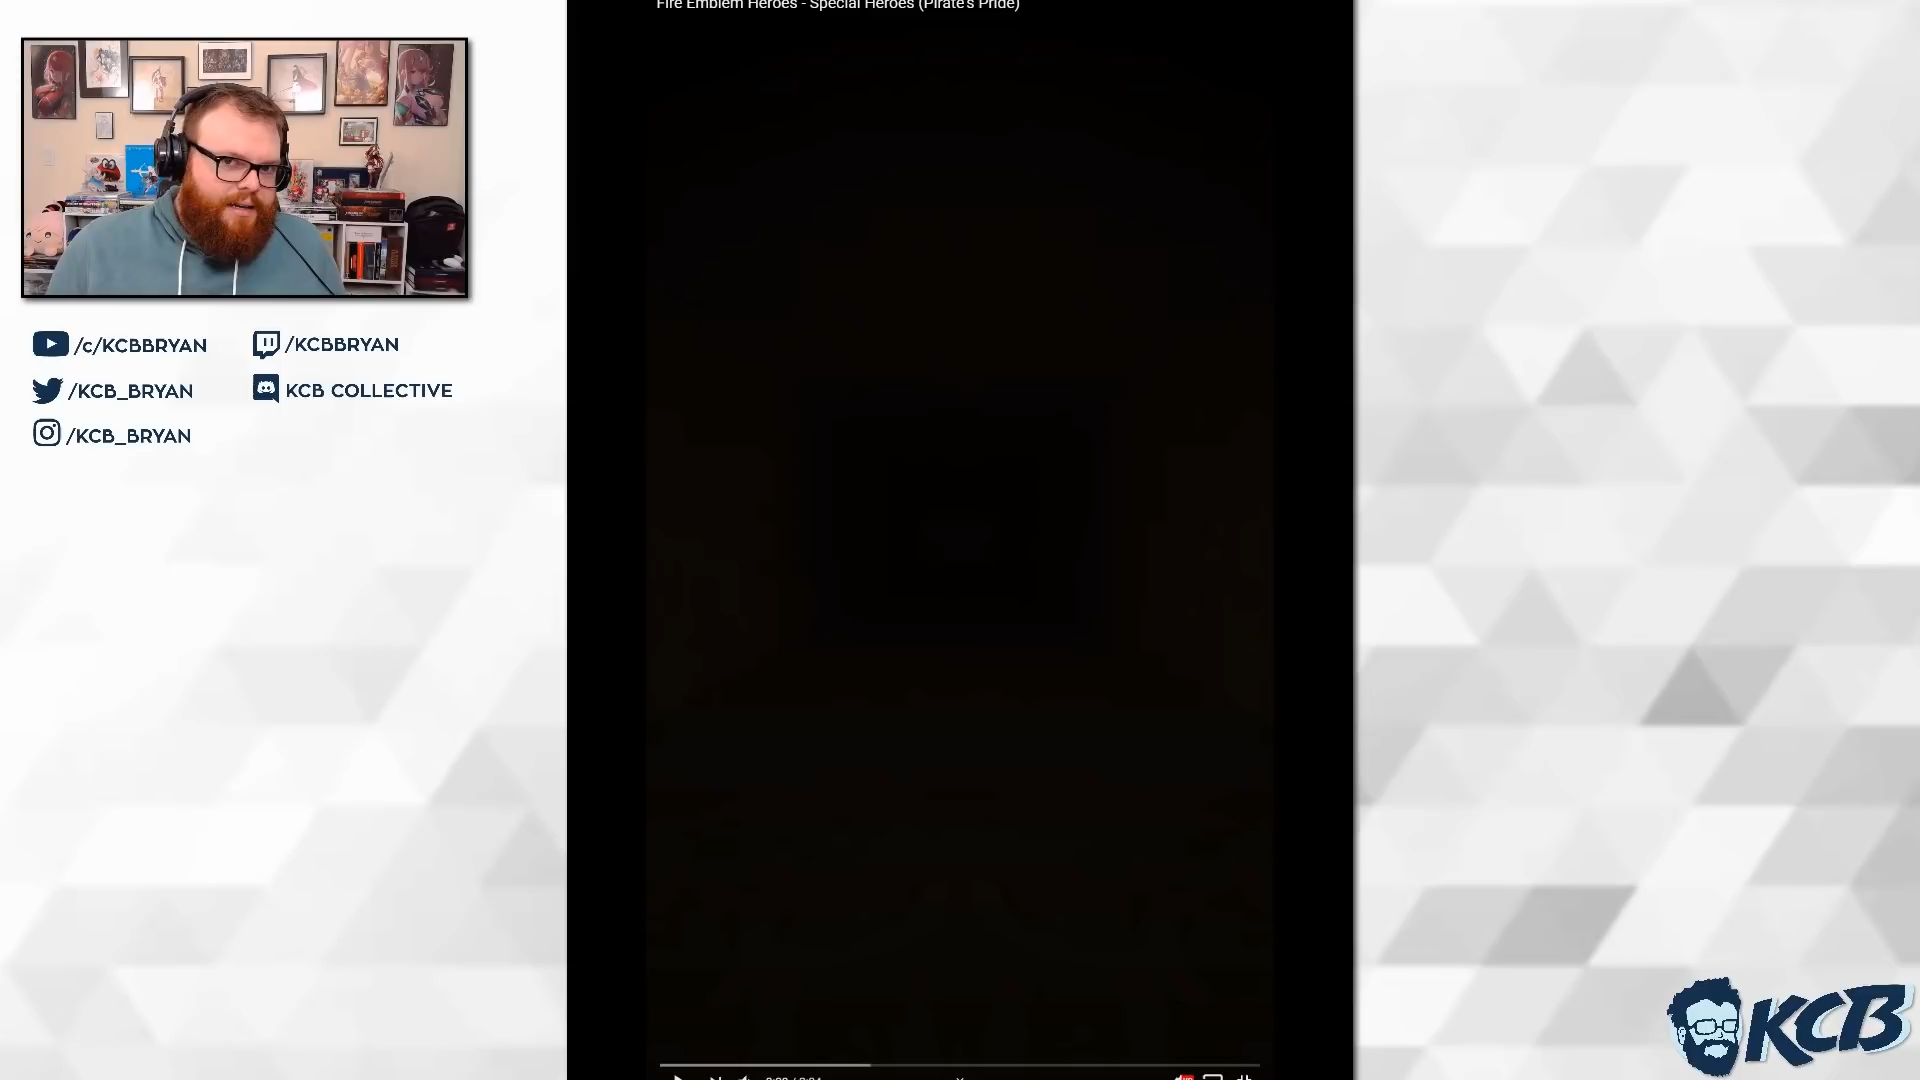 Fire Emblem Heroes - Special Heroes (Pirate's Pride)
/c/KCBBRYAN
/KCBBRYAN
/KCB_BRYAN
KCB COLLECTIVE
/KCB_BRYAN
KCB